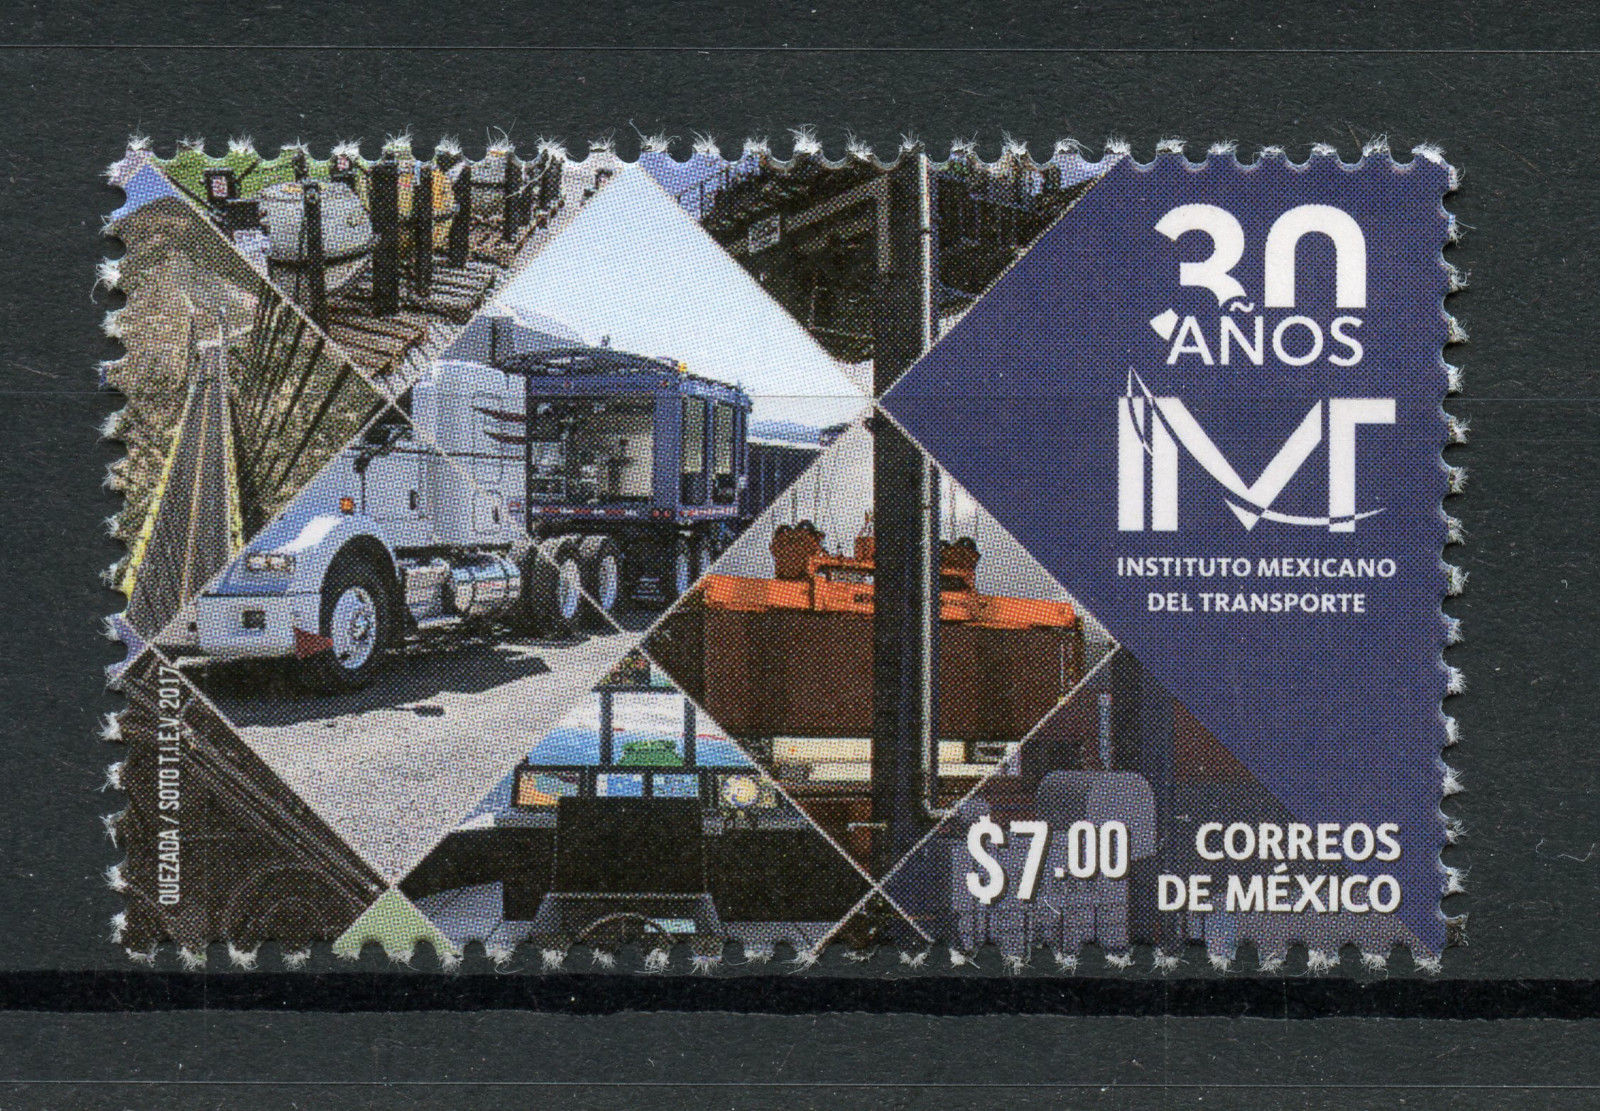 30
AÑOS
IMT
INSTITUTO MEXICANO
DEL TRANSPORTE
$7.00
CORREOS
DE MÉXICO
QUEZADA / SOTO T.I.E.V 2017